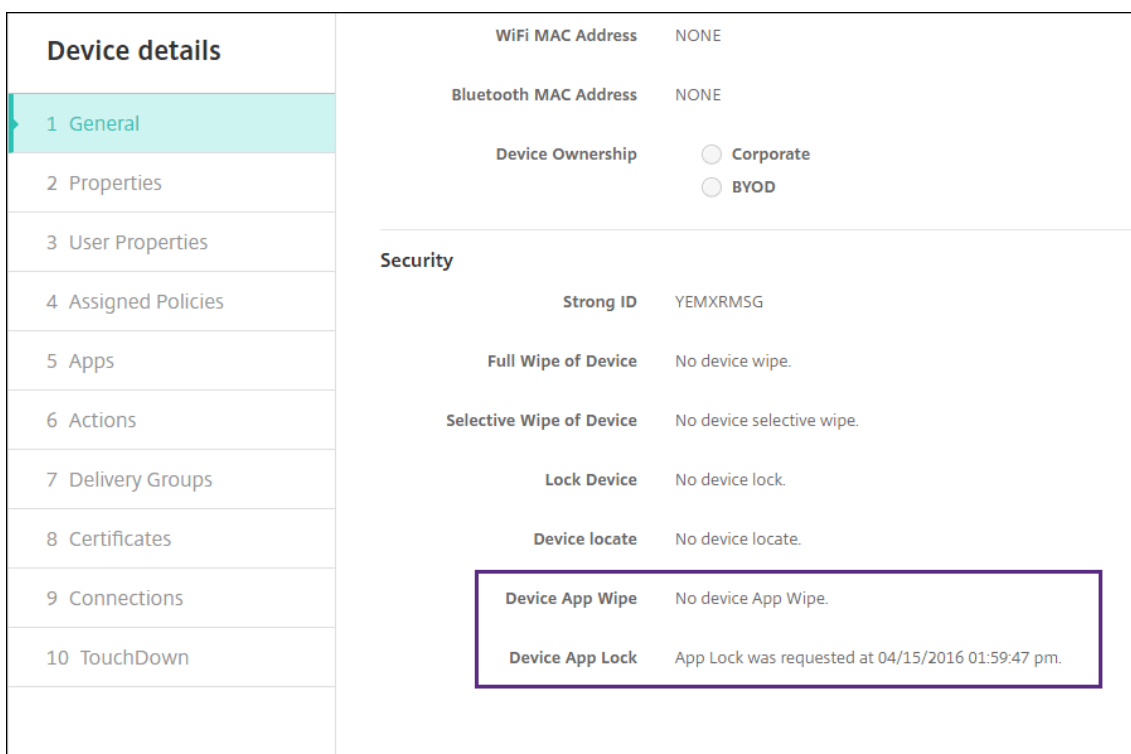 Device details
1 General
2 Properties
3 User Properties
4 Assigned Policies
5 Apps
6 Actions
7 Delivery Groups
8 Certificates
9 Connections
10 TouchDown
WiFi MAC Address NONE
Bluetooth MAC Address NONE
Device Ownership Corporate
BYOD
Security
Strong ID YEMXRMSG
Full Wipe of Device No device wipe.
Selective Wipe of Device No device selective wipe.
Lock Device No device lock.
Device locate No device locate.
Device App Wipe No device App Wipe.
Device App Lock App Lock was requested at 04/15/2016 01:59:47 pm.